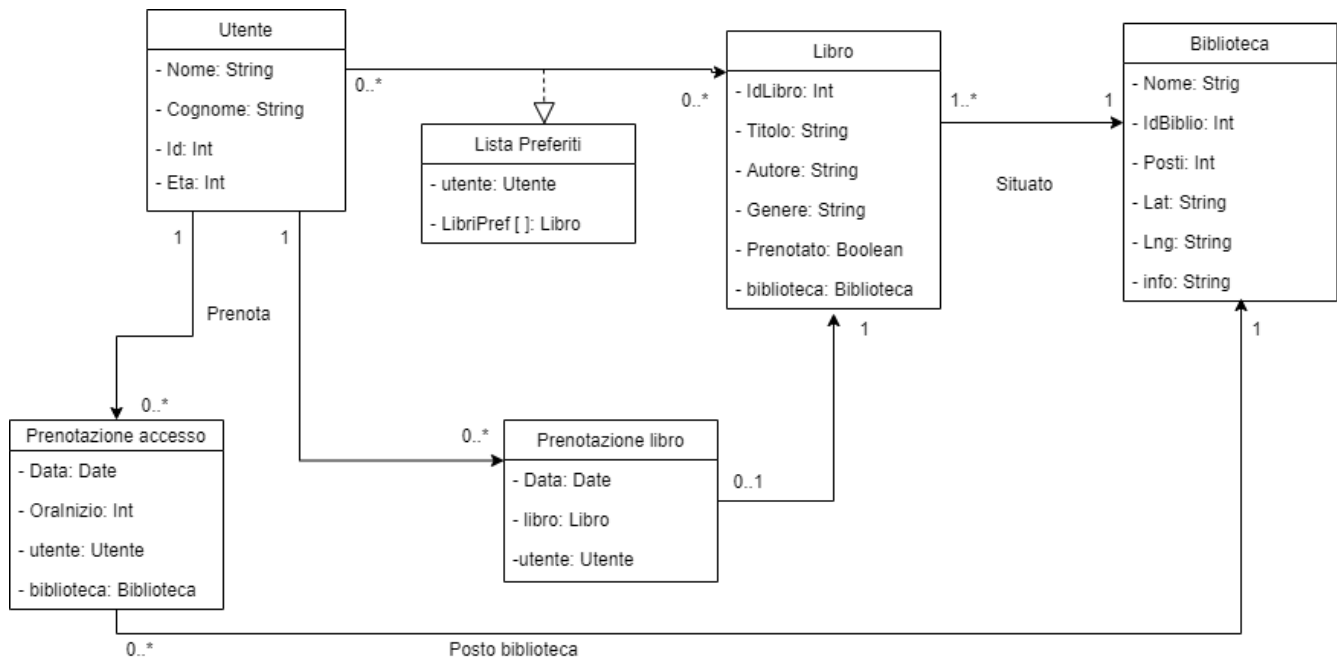 Utente
- Nome: String
- Cognome: String
- Id: Int
- Eta: Int
0..*
0..*
Lista Preferiti
- utente: Utente
- LibriPref [ ]: Libro
Libro
- IdLibro: Int
- Titolo: String
- Autore: String
- Genere: String
- Prenotato: Boolean
- biblioteca: Biblioteca
1..*
1
Situato
Biblioteca
- Nome: Strig
- IdBiblio: Int
- Posti: Int
- Lat: String
- Lng: String
- info: String
1
1
Prenota
1
1
0..*
Prenotazione accesso
- Data: Date
- OraInizio: Int
- utente: Utente
- biblioteca: Biblioteca
0..*
Prenotazione libro
- Data: Date
- libro: Libro
-utente: Utente
0..1
0..*
Posto biblioteca